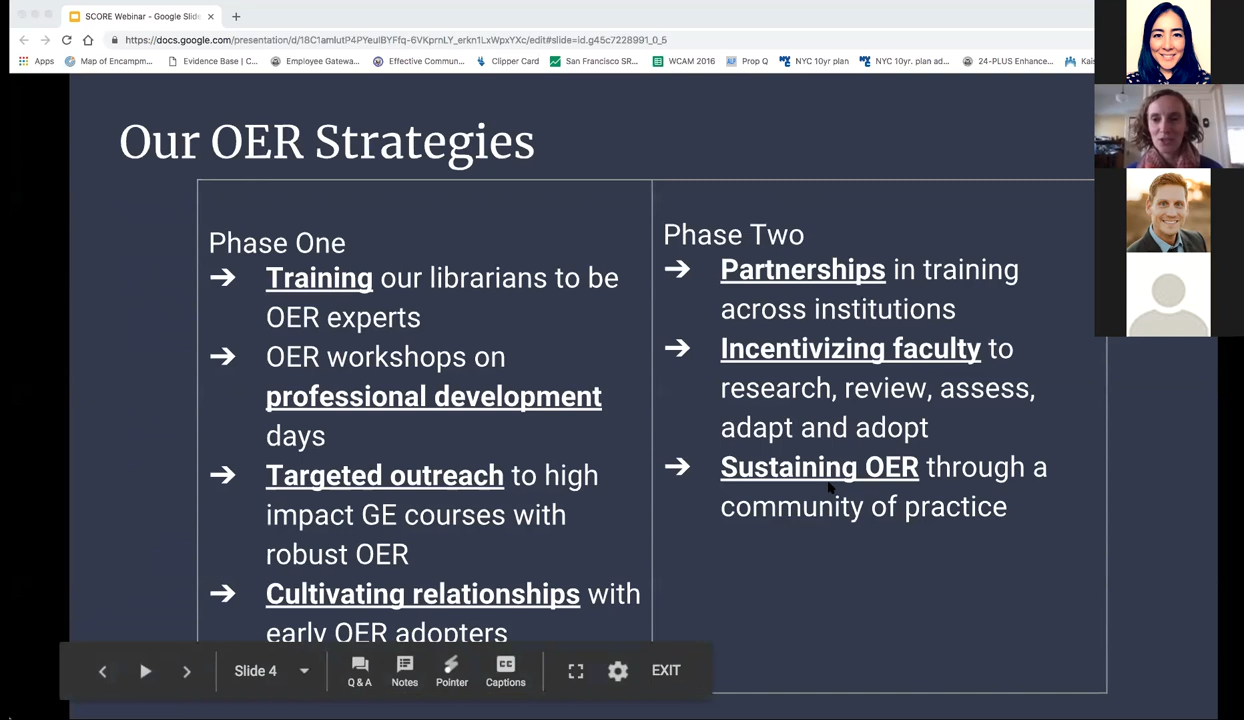 SCORE Webinar - Google Slide
https://docs.google.com/presentation/d/18C1amlutP4PYeulBYFfq-6VKprnLY_erkn1LxWpxYXc/edit#slide=id.g45c7228991_0_5
Apps Map of Encampm... Evidence Base | C... Employee Gatewa... Effective Commun... Clipper Card San Francisco SR... WCAM 2016 Prop Q NYC 10yr plan NYC 10yr. plan ad... 24-PLUS Enhance... Kais
Our OER Strategies
Phase One
➔ Training our librarians to be
OER experts
➔ OER workshops on
professional development
days
➔ Targeted outreach to high
impact GE courses with
robust OER
➔ Cultivating relationships with
early OER adopters
Phase Two
➔ Partnerships in training
across institutions
➔ Incentivizing faculty to
research, review, assess,
adapt and adopt
➔ Sustaining OER through a
community of practice
Slide 4
Q & A
Notes
Pointer
CC
Captions
EXIT